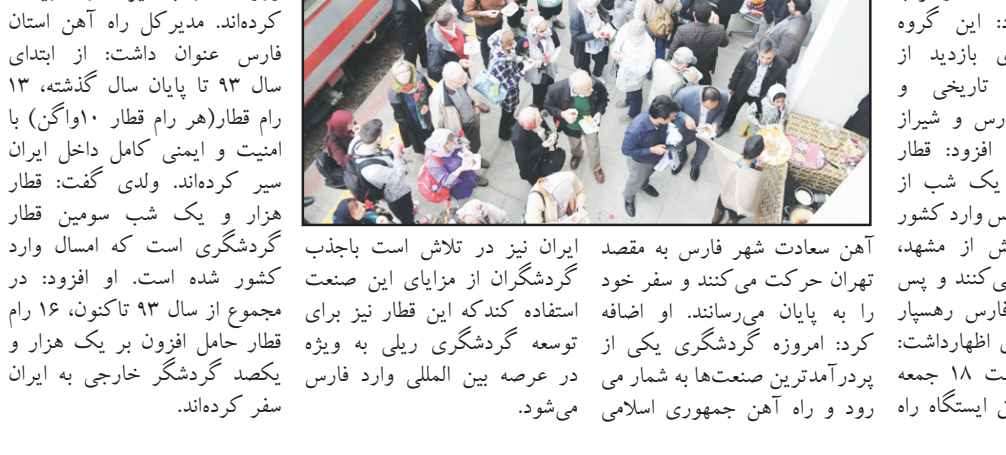 د: این گروه
ی بازدید از
تاریخی و
رس و شیراز
افزود: قطار
یک شب از
س وارد کشور
ش از مشهد،
ی‌کنند و پس
فارس رهسپار
ی اظهارداشت:
ت ۱۸ جمعه
ن ایستگاه راه
آهن سعادت شهر فارس به مقصد
تهران حرکت می‌کنند و سفر خود
را به پایان می‌رسانند. او اضافه
کرد: امروزه گردشگری یکی از
پردرآمدترین صنعت‌ها به شمار می
رود و راه آهن جمهوری اسلامی
ایران نیز در تلاش است باجذب
گردشگران از مزایای این صنعت
استفاده کندکه این قطار نیز برای
توسعه گردشگری ریلی به ویژه
در عرصه بین المللی وارد فارس
می‌شود.
کرده‌اند. مدیرکل راه آهن استان
فارس عنوان داشت: از ابتدای
سال ۹۳ تا پایان سال گذشته، ۱۳
رام قطار(هر رام قطار ۱۰واگن) با
امنیت و ایمنی کامل داخل ایران
سیر کرده‌اند. ولدی گفت: قطار
هزار و یک شب سومین قطار
گردشگری است که امسال وارد
کشور شده است. او افزود: در
مجموع از سال ۹۳ تاکنون، ۱۶ رام
قطار حامل افزون بر یک هزار و
یکصد گردشگر خارجی به ایران
سفر کرده‌اند.